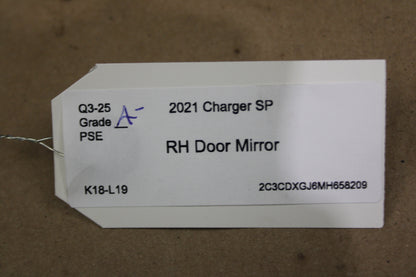 Q3-25 2021 Charger SP
Grade A-
PSE
RH Door Mirror
K18-L19 2C3CDXGJ6MH658209